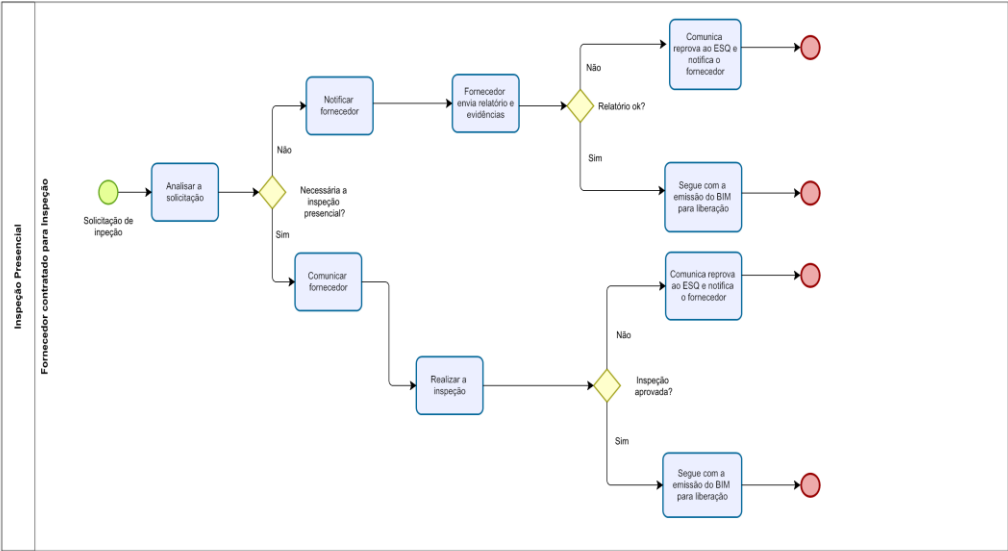 Inspeção Presencial
Fornecedor contratado para Inspeção
Solicitação de
inpeção
Analisar a
solicitação
Necessária a
inspeção
presencial?
Não
Notificar
fornecedor
Fornecedor
envia relatório e
evidências
Relatório ok?
Não
Comunica
reprova ao ESQ e
notifica o
fornecedor
Sim
Segue com a
emissão do BIM
para liberação
Sim
Comunicar
fornecedor
Realizar a
inspeção
Inspeção
aprovada?
Não
Comunica reprova
ao ESQ e notifica
o fornecedor
Sim
Segue com a
emissão do BIM
para liberação